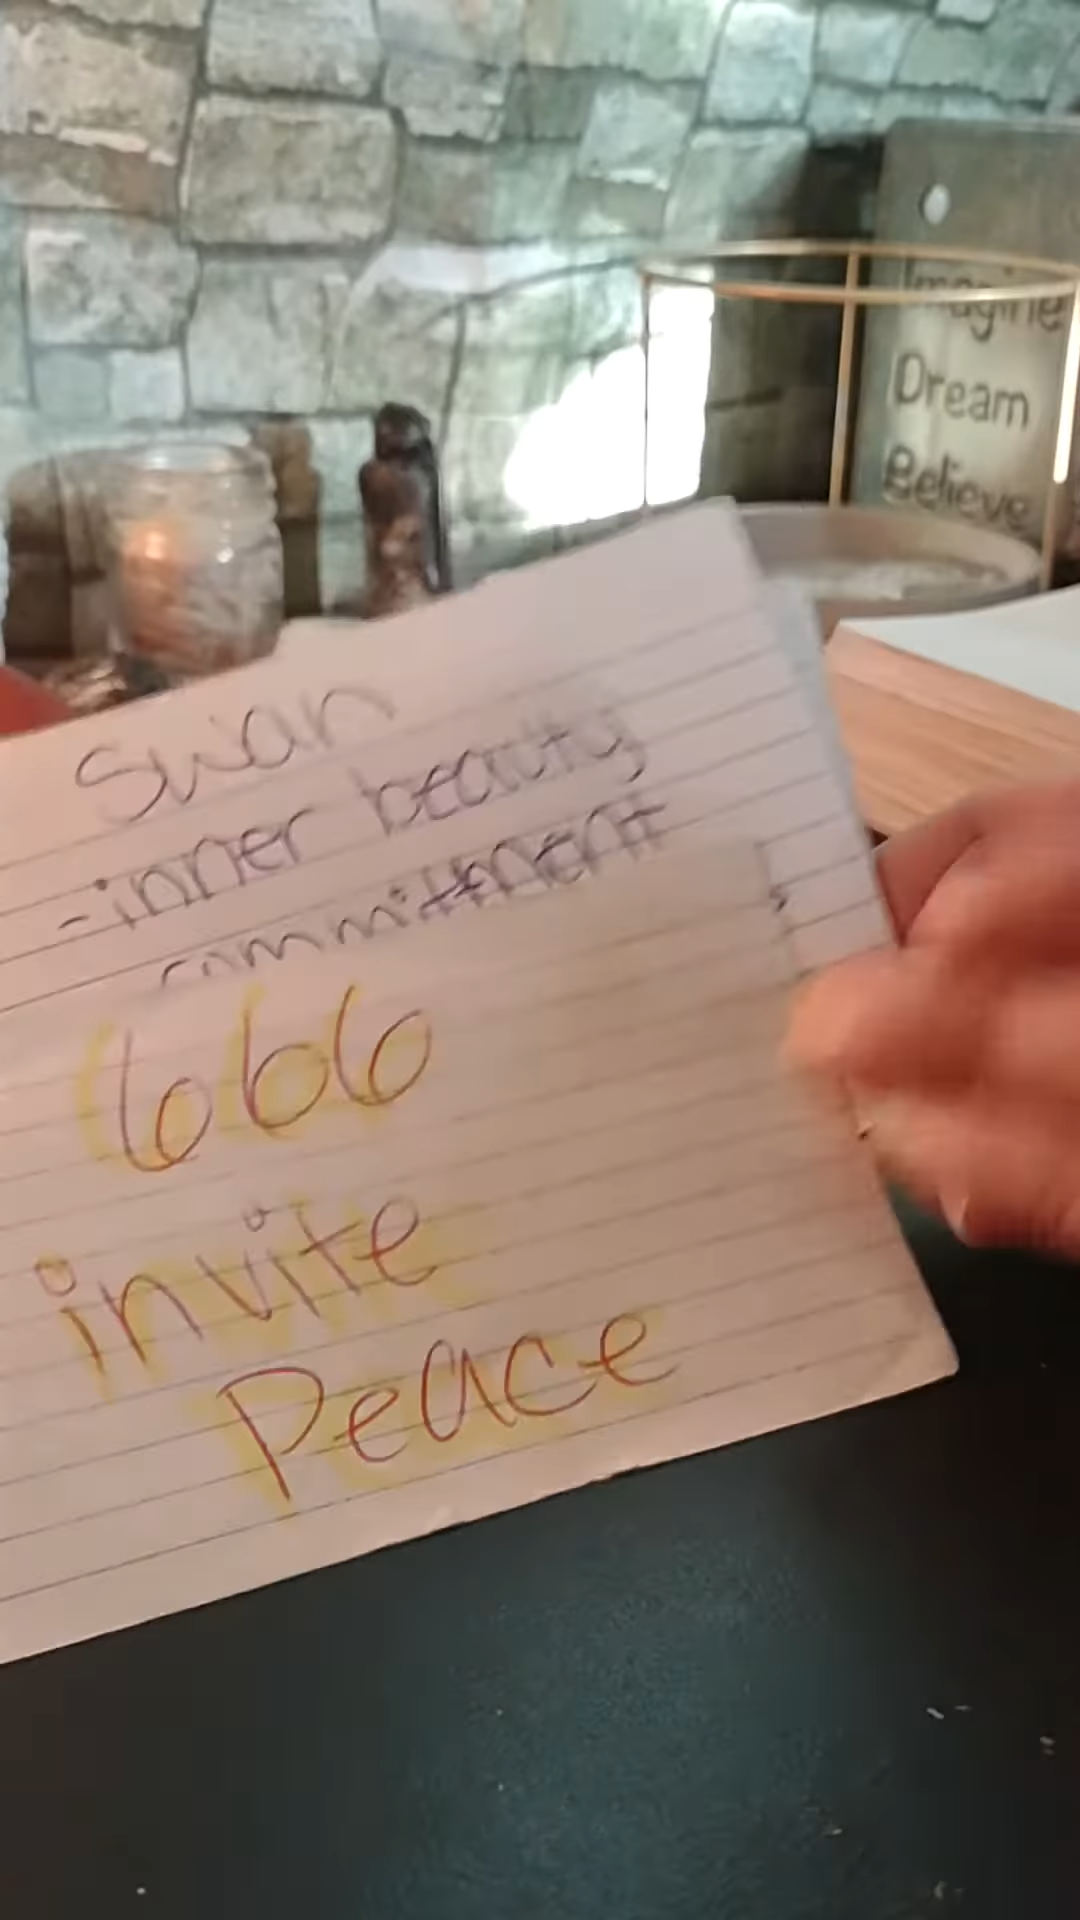 Imagine
Dream
Believe
Swan
-inner beauty
commitment
666
invite
Peace